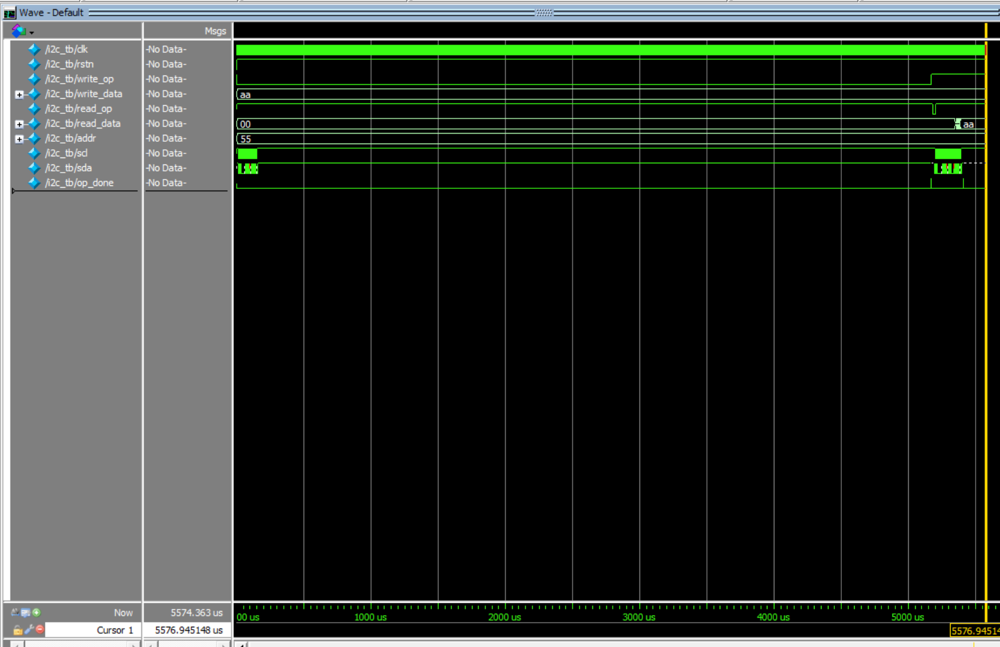 Wave - Default
Msgs
/i2c_tb/clk -No Data-
/i2c_tb/rstn -No Data-
/i2c_tb/write_op -No Data-
/i2c_tb/write_data -No Data- aa
/i2c_tb/read_op -No Data-
/i2c_tb/read_data -No Data- 00 aa
/i2c_tb/addr -No Data- 55
/i2c_tb/scl -No Data-
/i2c_tb/sda -No Data-
/i2c_tb/op_done -No Data-
Now 5574.363 us 00 us 1000 us 2000 us 3000 us 4000 us 5000 us
Cursor 1 5576.945148 us 5576.94514